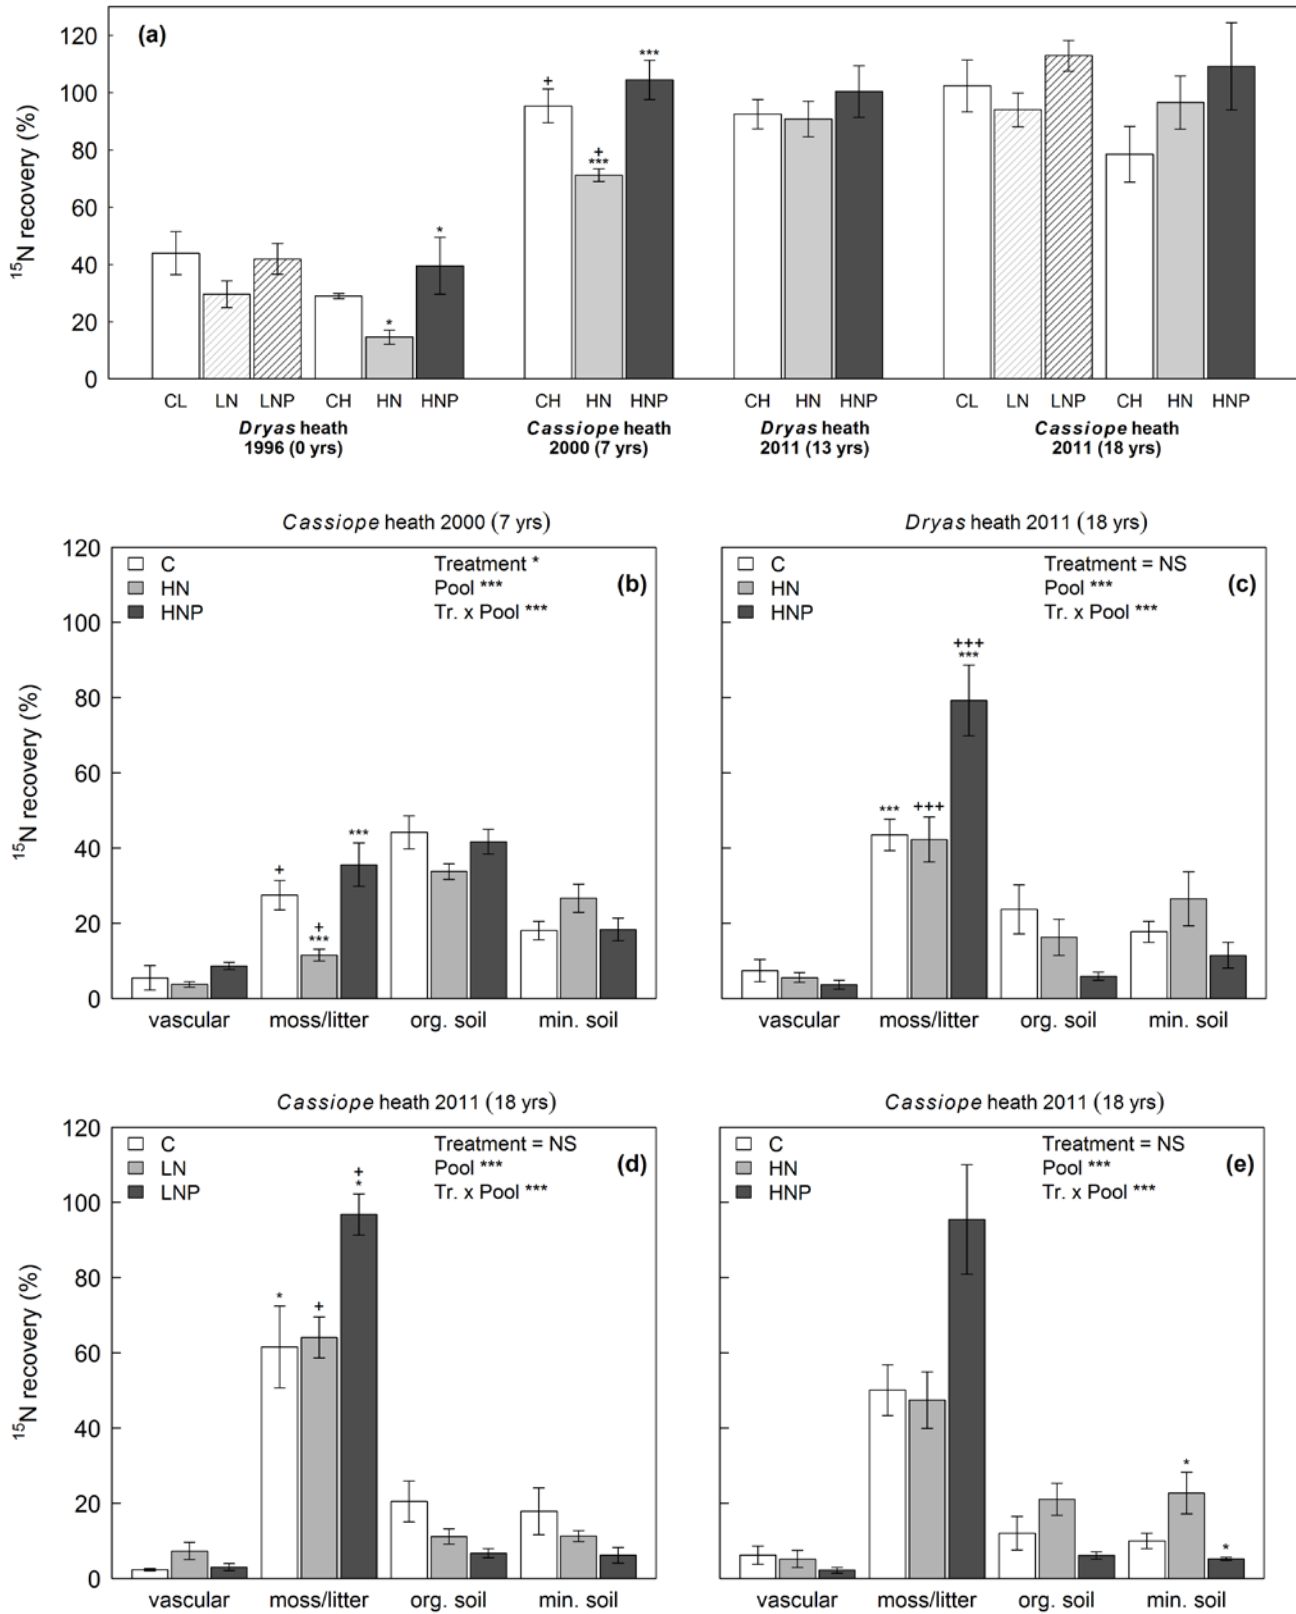 (a)
120
100
80
60
40
20
0
¹⁵N recovery (%)
+
+
***
***
*
*
CL LN LNP CH HN HNP
CH HN HNP
CH HN HNP
CL LN LNP CH HN HNP
Dryas heath
1996 (0 yrs)
Cassiope heath
2000 (7 yrs)
Dryas heath
2011 (13 yrs)
Cassiope heath
2011 (18 yrs)
Cassiope heath 2000 (7 yrs)
120
100
80
60
40
20
0
¹⁵N recovery (%)
C
HN
HNP
Treatment *
Pool ***
Tr. x Pool ***
(b)
+
+
***
***
vascular moss/litter org. soil min. soil
Dryas heath 2011 (18 yrs)
C
HN
HNP
Treatment = NS
Pool ***
Tr. x Pool ***
(c)
***
+++
+++
***
vascular moss/litter org. soil min. soil
Cassiope heath 2011 (18 yrs)
120
100
80
60
40
20
0
¹⁵N recovery (%)
C
LN
LNP
Treatment = NS
Pool ***
Tr. x Pool ***
(d)
*
+
+
*
vascular moss/litter org. soil min. soil
Cassiope heath 2011 (18 yrs)
C
HN
HNP
Treatment = NS
Pool ***
Tr. x Pool ***
(e)
*
*
vascular moss/litter org. soil min. soil